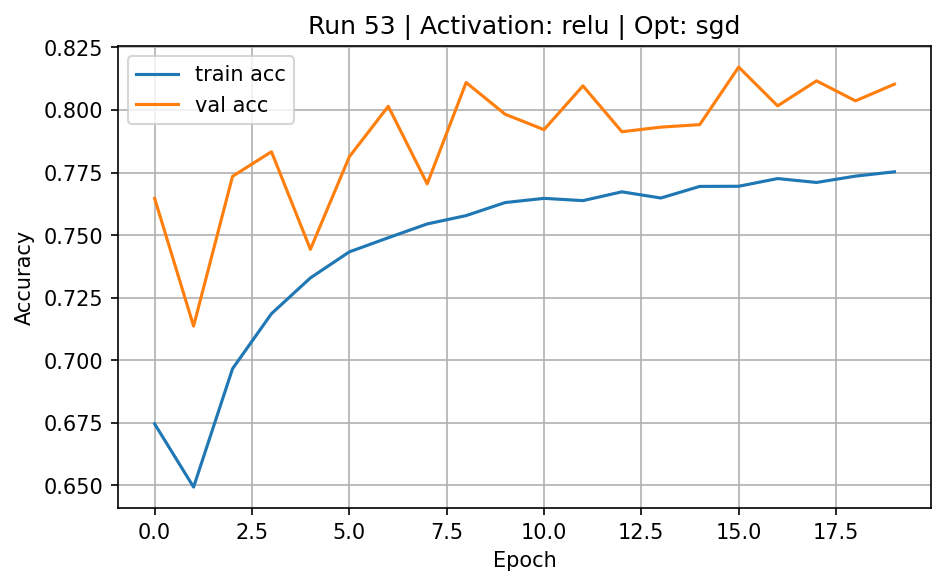 Run 53 | Activation: relu | Opt: sgd
train acc
val acc
0.825
0.800
0.775
0.750
0.725
0.700
0.675
0.650
Accuracy
0.0 2.5 5.0 7.5 10.0 12.5 15.0 17.5
Epoch